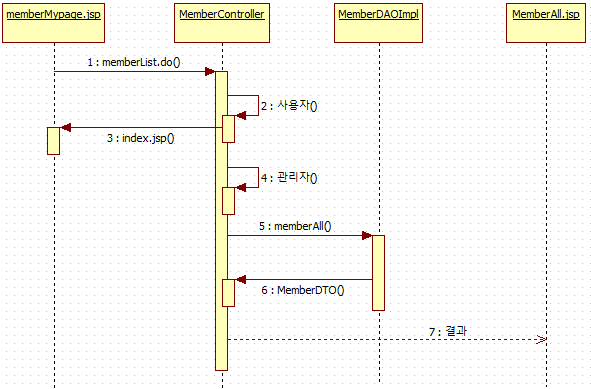 memberMypage.jsp
MemberController
MemberDAOImpl
MemberAll.jsp
1 : memberList.do()
2 : 사용자()
3 : index.jsp()
4 : 관리자()
5 : memberAll()
6 : MemberDTO()
7 : 결과